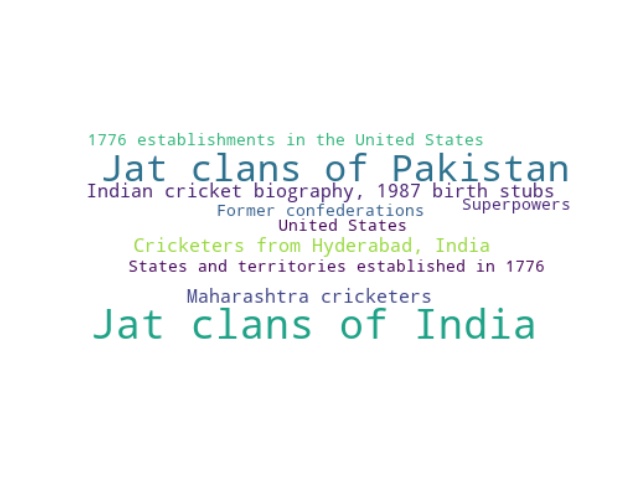 1776 establishments in the United States
Jat clans of Pakistan
Indian cricket biography, 1987 birth stubs
Superpowers
Former confederations
United States
Cricketers from Hyderabad, India
States and territories established in 1776
Maharashtra cricketers
Jat clans of India